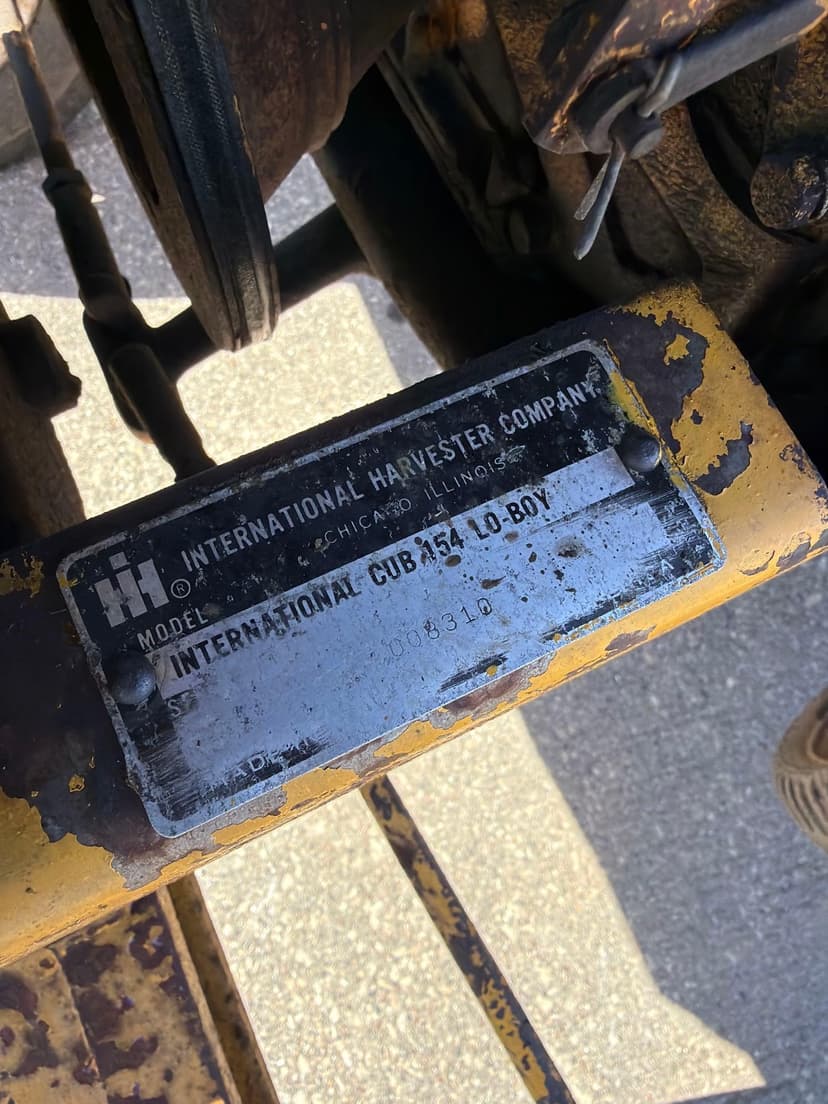 INTERNATIONAL HARVESTER COMPANY
CHICAGO ILLINOIS
IH ®
MODEL
INTERNATIONAL CUB 154 LO-BOY
008310